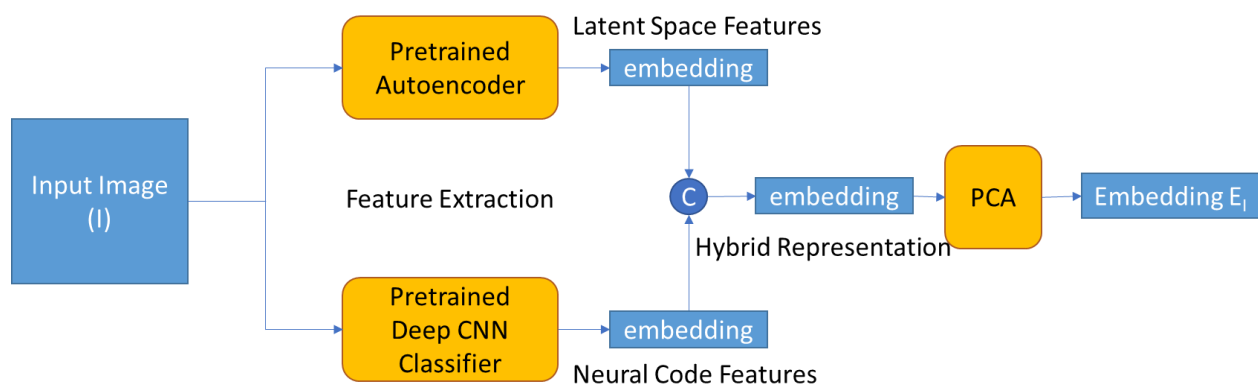 Latent Space Features
Pretrained
Autoencoder
embedding
Input Image
(I)
Feature Extraction
C
embedding
PCA
Embedding E_I
Hybrid Representation
Pretrained
Deep CNN
Classifier
embedding
Neural Code Features